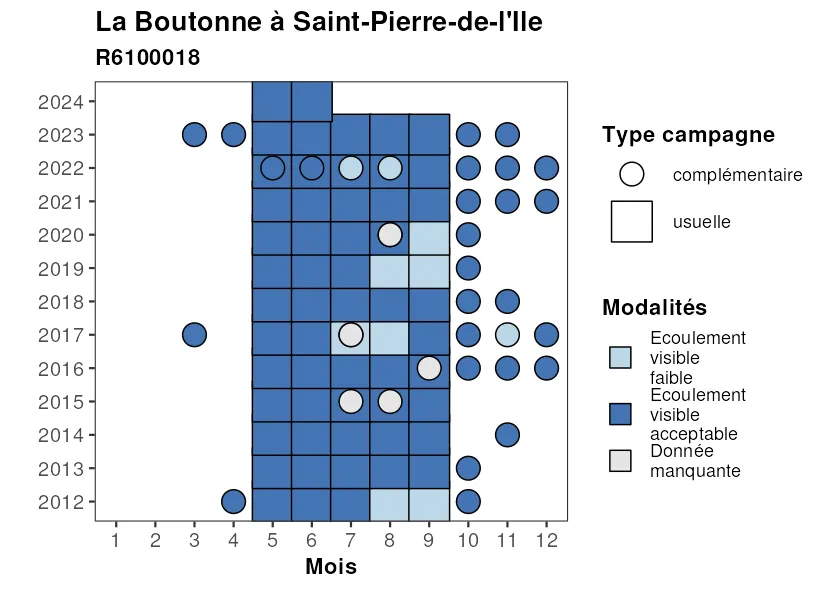 La Boutonne à Saint-Pierre-de-l'Ile
R6100018
2024
2023
2022
2021
2020
2019
2018
2017
2016
2015
2014
2013
2012
1 2 3 4 5 6 7 8 9 10 11 12
Mois
Type campagne
complémentaire
usuelle
Modalités
Ecoulement
visible
faible
Ecoulement
visible
acceptable
Donnée
manquante